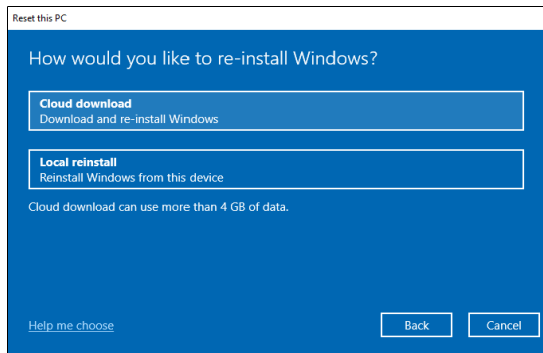 Reset this PC
How would you like to re-install Windows?
Cloud download
Download and re-install Windows
Local reinstall
Reinstall Windows from this device
Cloud download can use more than 4 GB of data.
Help me choose
Back
Cancel